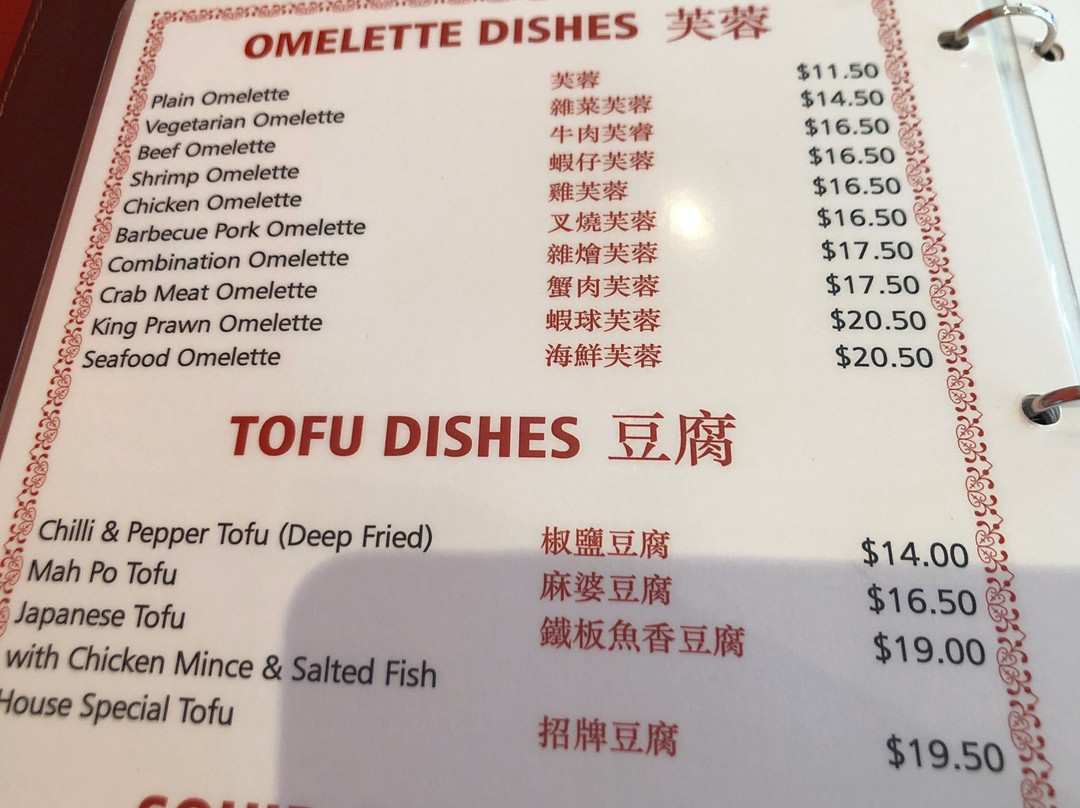 OMELETTE DISHES 芙蓉
Plain Omelette 芙蓉 $11.50
Vegetarian Omelette 雜菜芙蓉 $14.50
Beef Omelette 牛肉芙睿 $16.50
Shrimp Omelette 蝦仔芙蓉 $16.50
Chicken Omelette 雞芙蓉 $16.50
Barbecue Pork Omelette 叉燒芙蓉 $16.50
Combination Omelette 雜燴芙蓉 $17.50
Crab Meat Omelette 蟹肉芙蓉 $17.50
King Prawn Omelette 蝦球芙蓉 $20.50
Seafood Omelette 海鮮芙蓉 $20.50
TOFU DISHES 豆腐
Chilli & Pepper Tofu (Deep Fried) 椒鹽豆腐 $14.00
Mah Po Tofu 麻婆豆腐 $16.50
Japanese Tofu 鐵板魚香豆腐 $19.00
with Chicken Mince & Salted Fish
House Special Tofu 招牌豆腐 $19.50